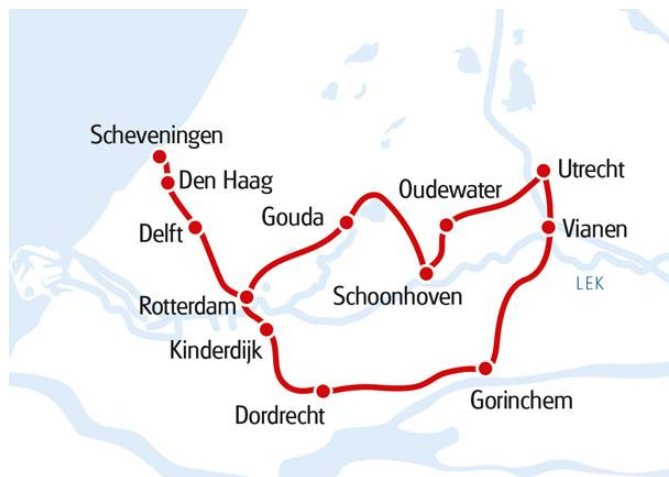 Scheveningen
Den Haag
Delft
Rotterdam
Kinderdijk
Dordrecht
Gouda
Schoonhoven
Oudewater
Utrecht
Vianen
LEK
Gorinchem